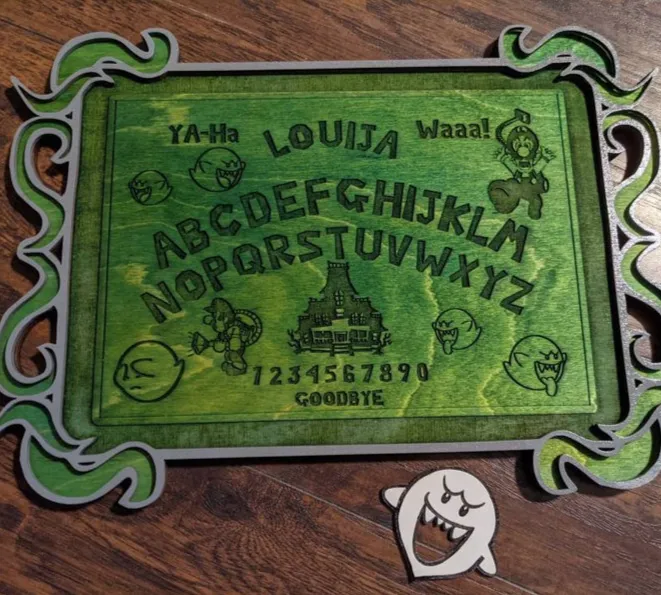 YA-Ha LOUIJA Waaa!
ABCDEFGHIJKLM
NOPQRSTUVWXYZ
1234567890
GOODBYE